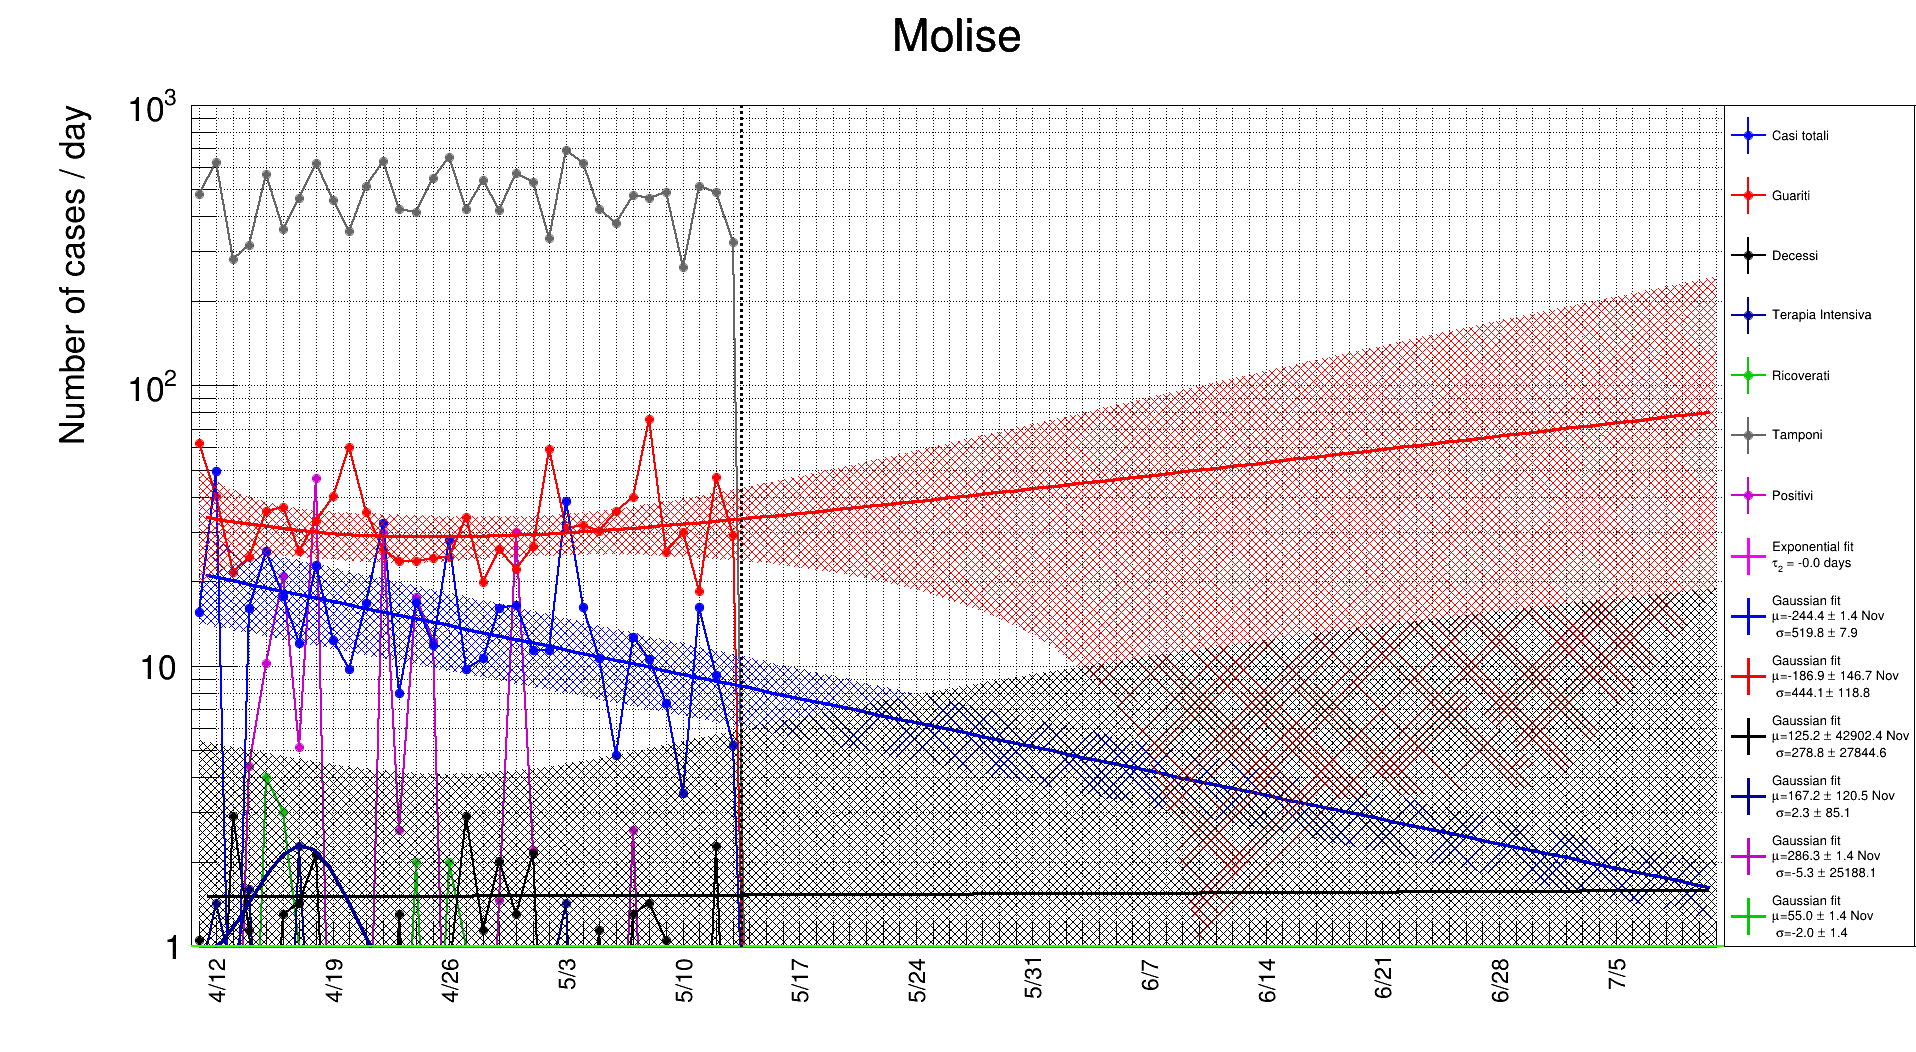 Molise
Number of cases / day
10³
10²
10
1
4/12
4/19
4/26
5/3
5/10
5/17
5/24
5/31
6/7
6/14
6/21
6/28
7/5
Casi totali
Guariti
Decessi
Terapia Intensiva
Ricoverati
Tamponi
Positivi
Exponential fit
τ₂ = -0.0 days
Gaussian fit
μ=-244.4 ± 1.4 Nov
σ=519.8 ± 7.9
Gaussian fit
μ=-186.9 ± 146.7 Nov
σ=444.1 ± 118.8
Gaussian fit
μ=125.2 ± 42902.4 Nov
σ=278.8 ± 27844.6
Gaussian fit
μ=167.2 ± 120.5 Nov
σ=2.3 ± 85.1
Gaussian fit
μ=286.3 ± 1.4 Nov
σ=-5.3 ± 25188.1
Gaussian fit
μ=55.0 ± 1.4 Nov
σ=-2.0 ± 1.4